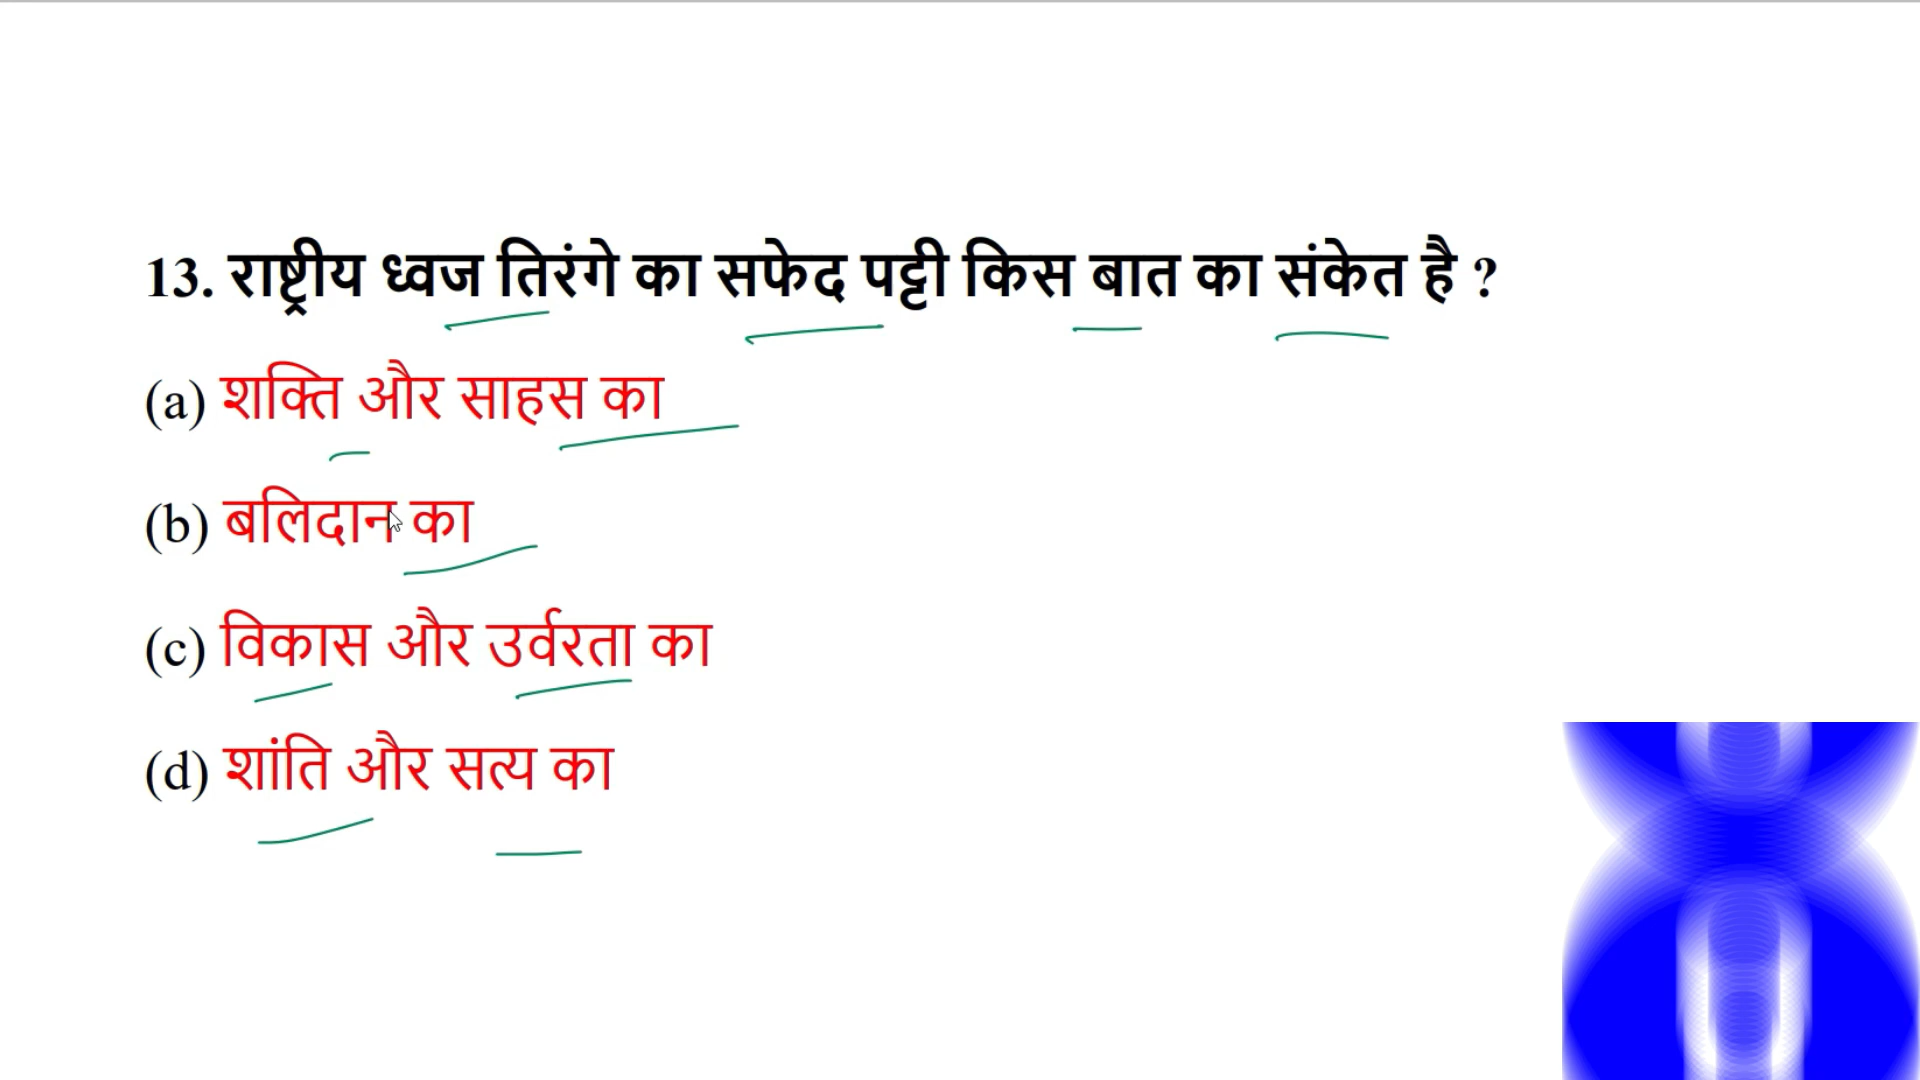 13. राष्ट्रीय ध्वज तिरंगे का सफेद पट्टी किस बात का संकेत है ?
(a) शक्ति और साहस का
(b) बलिदान का
(c) विकास और उर्वरता का
(d) शांति और सत्य का